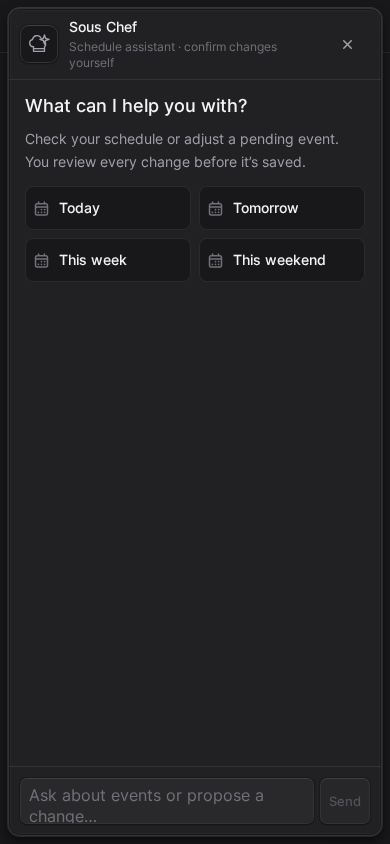 Sous Chef
Schedule assistant · confirm changes
yourself
What can I help you with?
Check your schedule or adjust a pending event.
You review every change before it’s saved.
Today
Tomorrow
This week
This weekend
Ask about events or propose a
change...
Send